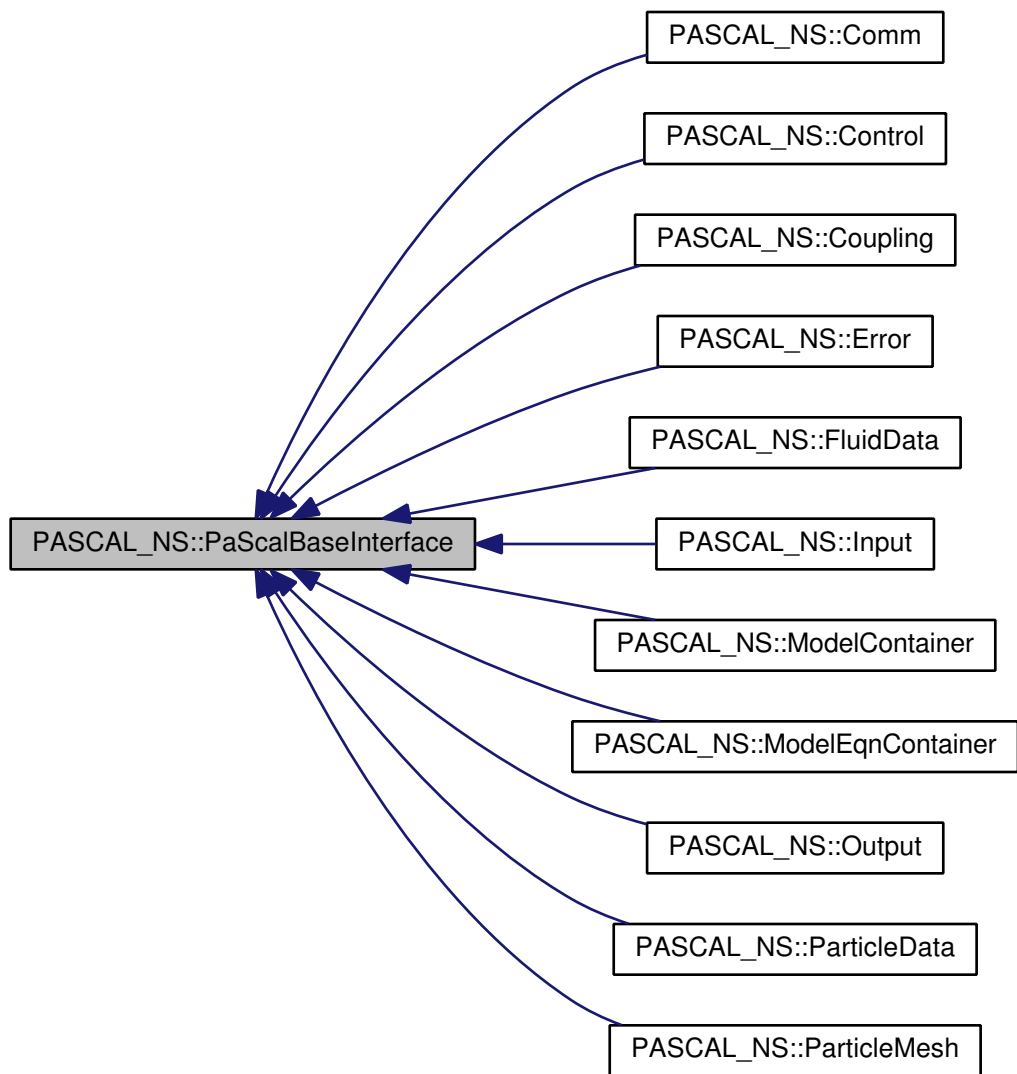 PASCAL_NS::Comm
PASCAL_NS::Control
PASCAL_NS::Coupling
PASCAL_NS::Error
PASCAL_NS::FluidData
PASCAL_NS::PaScalBaseInterface
PASCAL_NS::Input
PASCAL_NS::ModelContainer
PASCAL_NS::ModelEqnContainer
PASCAL_NS::Output
PASCAL_NS::ParticleData
PASCAL_NS::ParticleMesh